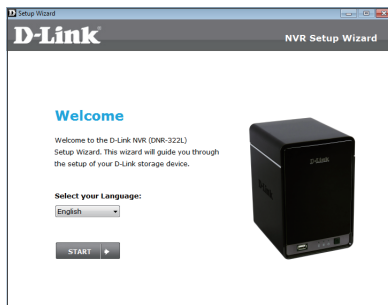 Setup Wizard
D-Link
NVR Setup Wizard
Welcome
Welcome to the D-Link NVR (DNR-322L)
Setup Wizard. This wizard will guide you through
the setup of your D-Link storage device.
Select your Language:
English
START
D-Link
D-Link